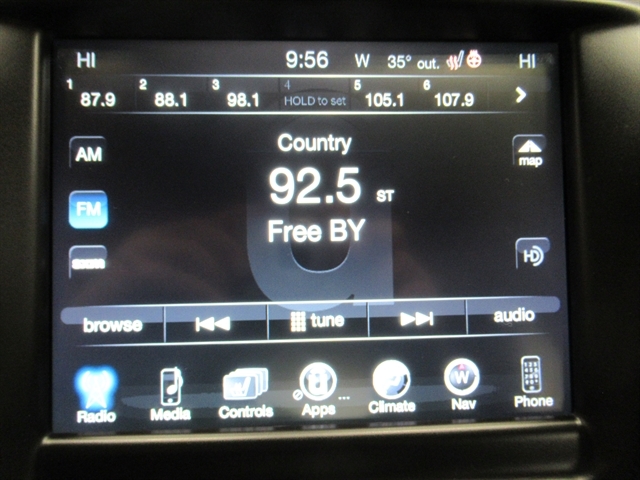 HI 9:56 W 35° out. HI
1 87.9 2 88.1 3 98.1 4 HOLD to set 5 105.1 6 107.9
Country
AM
map
92.5 ST
FM
Free BY
HD
browse tune audio
W
Radio Media Controls Apps Climate Nav Phone